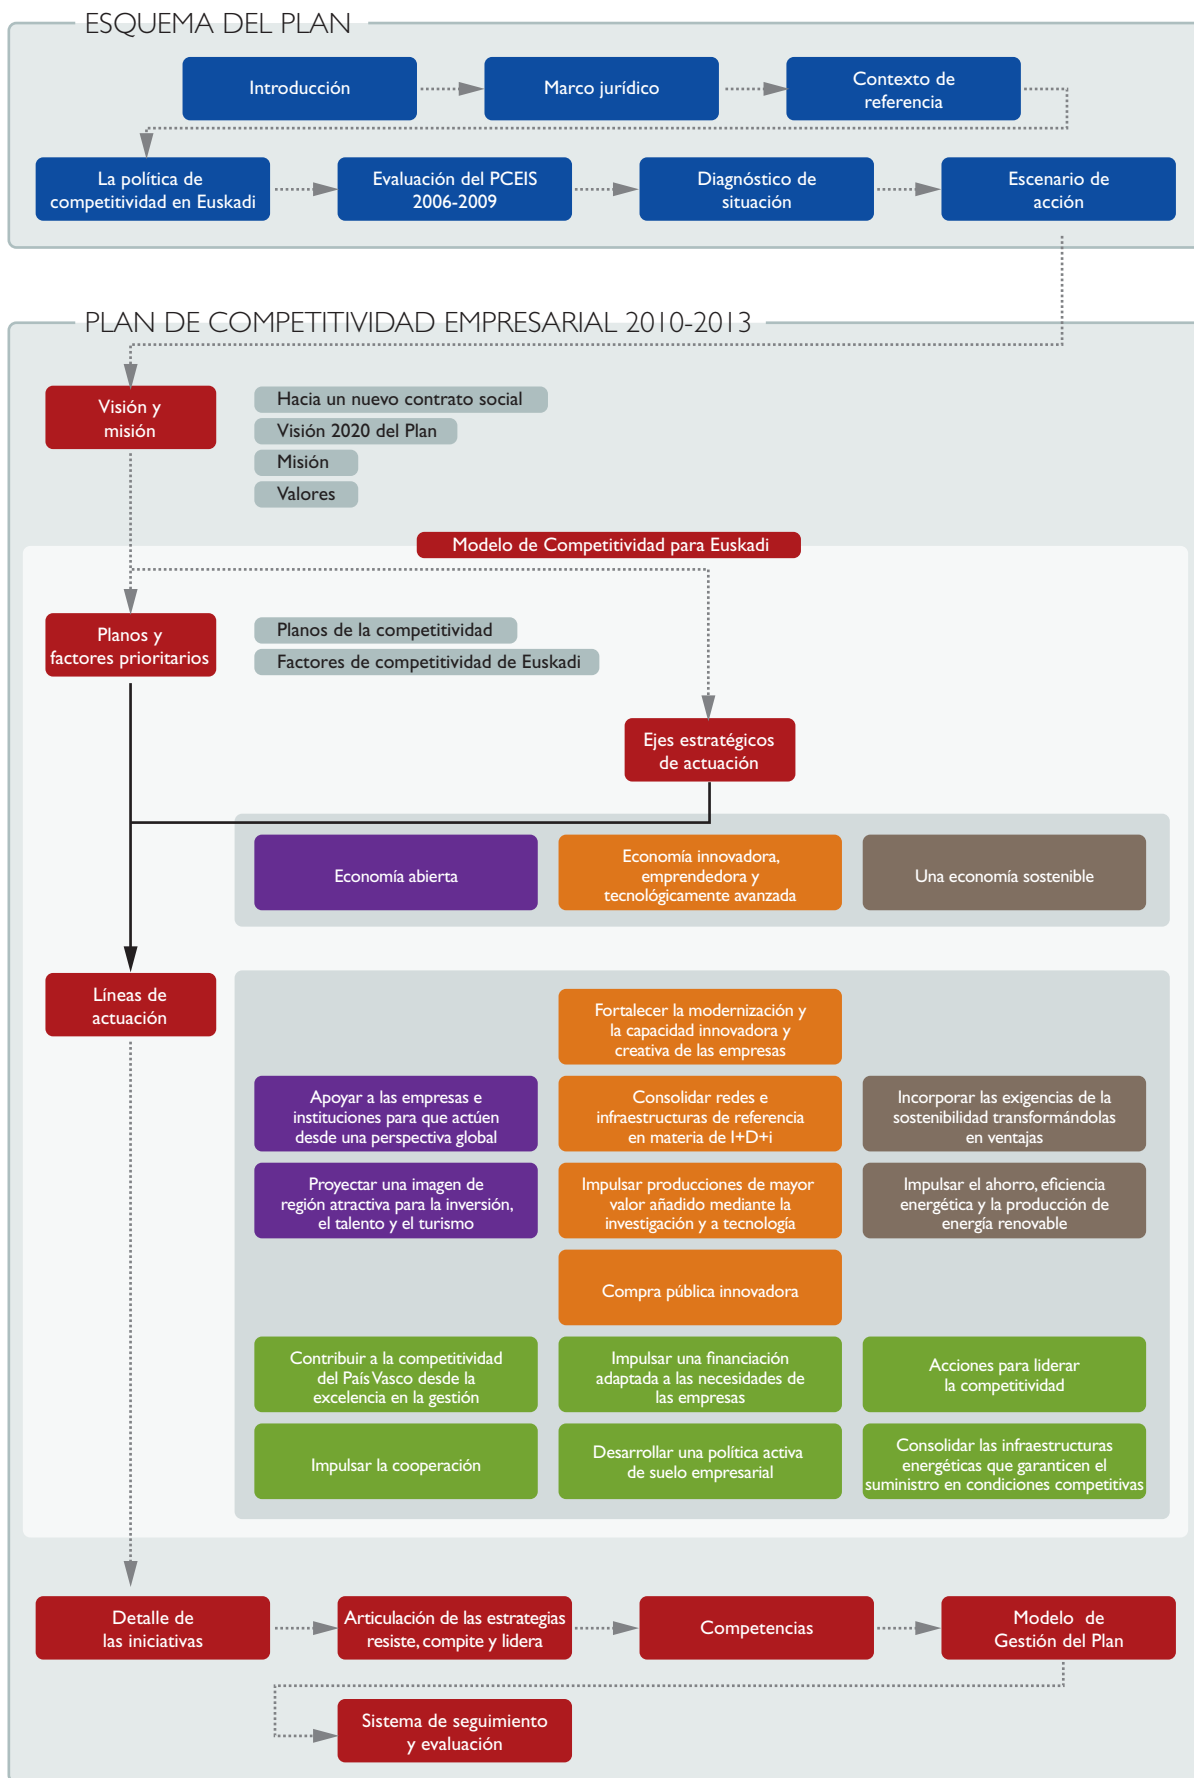 ESQUEMA DEL PLAN
Introducción
Marco jurídico
Contexto de
referencia
La política de
competitividad en Euskadi
Evaluación del PCEIS
2006-2009
Diagnóstico de
situación
Escenario de
acción
PLAN DE COMPETITIVIDAD EMPRESARIAL 2010-2013
Visión y
misión
Hacia un nuevo contrato social
Visión 2020 del Plan
Misión
Valores
Modelo de Competitividad para Euskadi
Planos y
factores prioritarios
Planos de la competitividad
Factores de competitividad de Euskadi
Ejes estratégicos
de actuación
Economía abierta
Economía innovadora,
emprendedora y
tecnológicamente avanzada
Una economía sostenible
Líneas de
actuación
Fortalecer la modernización y
la capacidad innovadora y
creativa de las empresas
Apoyar a las empresas e
instituciones para que actúen
desde una perspectiva global
Consolidar redes e
infraestructuras de referencia
en materia de I+D+i
Incorporar las exigencias de la
sostenibilidad transformándolas
en ventajas
Proyectar una imagen de
región atractiva para la inversión,
el talento y el turismo
Impulsar producciones de mayor
valor añadido mediante la
investigación y a tecnología
Impulsar el ahorro, eficiencia
energética y la producción de
energía renovable
Compra pública innovadora
Contribuir a la competitividad
del País Vasco desde la
excelencia en la gestión
Impulsar una financiación
adaptada a las necesidades de
las empresas
Acciones para liderar
la competitividad
Impulsar la cooperación
Desarrollar una política activa
de suelo empresarial
Consolidar las infraestructuras
energéticas que garanticen el
suministro en condiciones competitivas
Detalle de
las iniciativas
Articulación de las estrategias
resiste, compite y lidera
Competencias
Modelo de
Gestión del Plan
Sistema de seguimiento
y evaluación